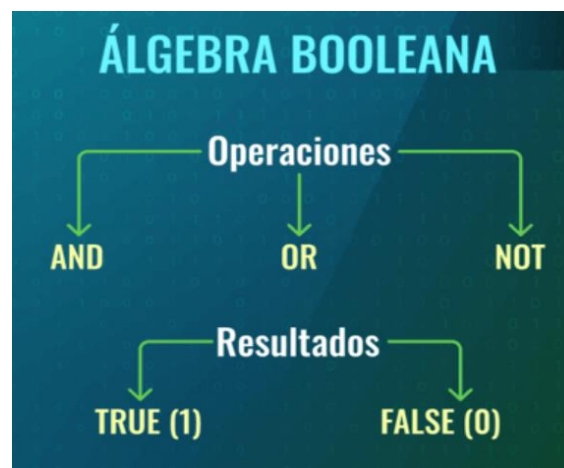 ÁLGEBRA BOOLEANA
Operaciones
AND OR NOT
Resultados
TRUE (1) FALSE (0)